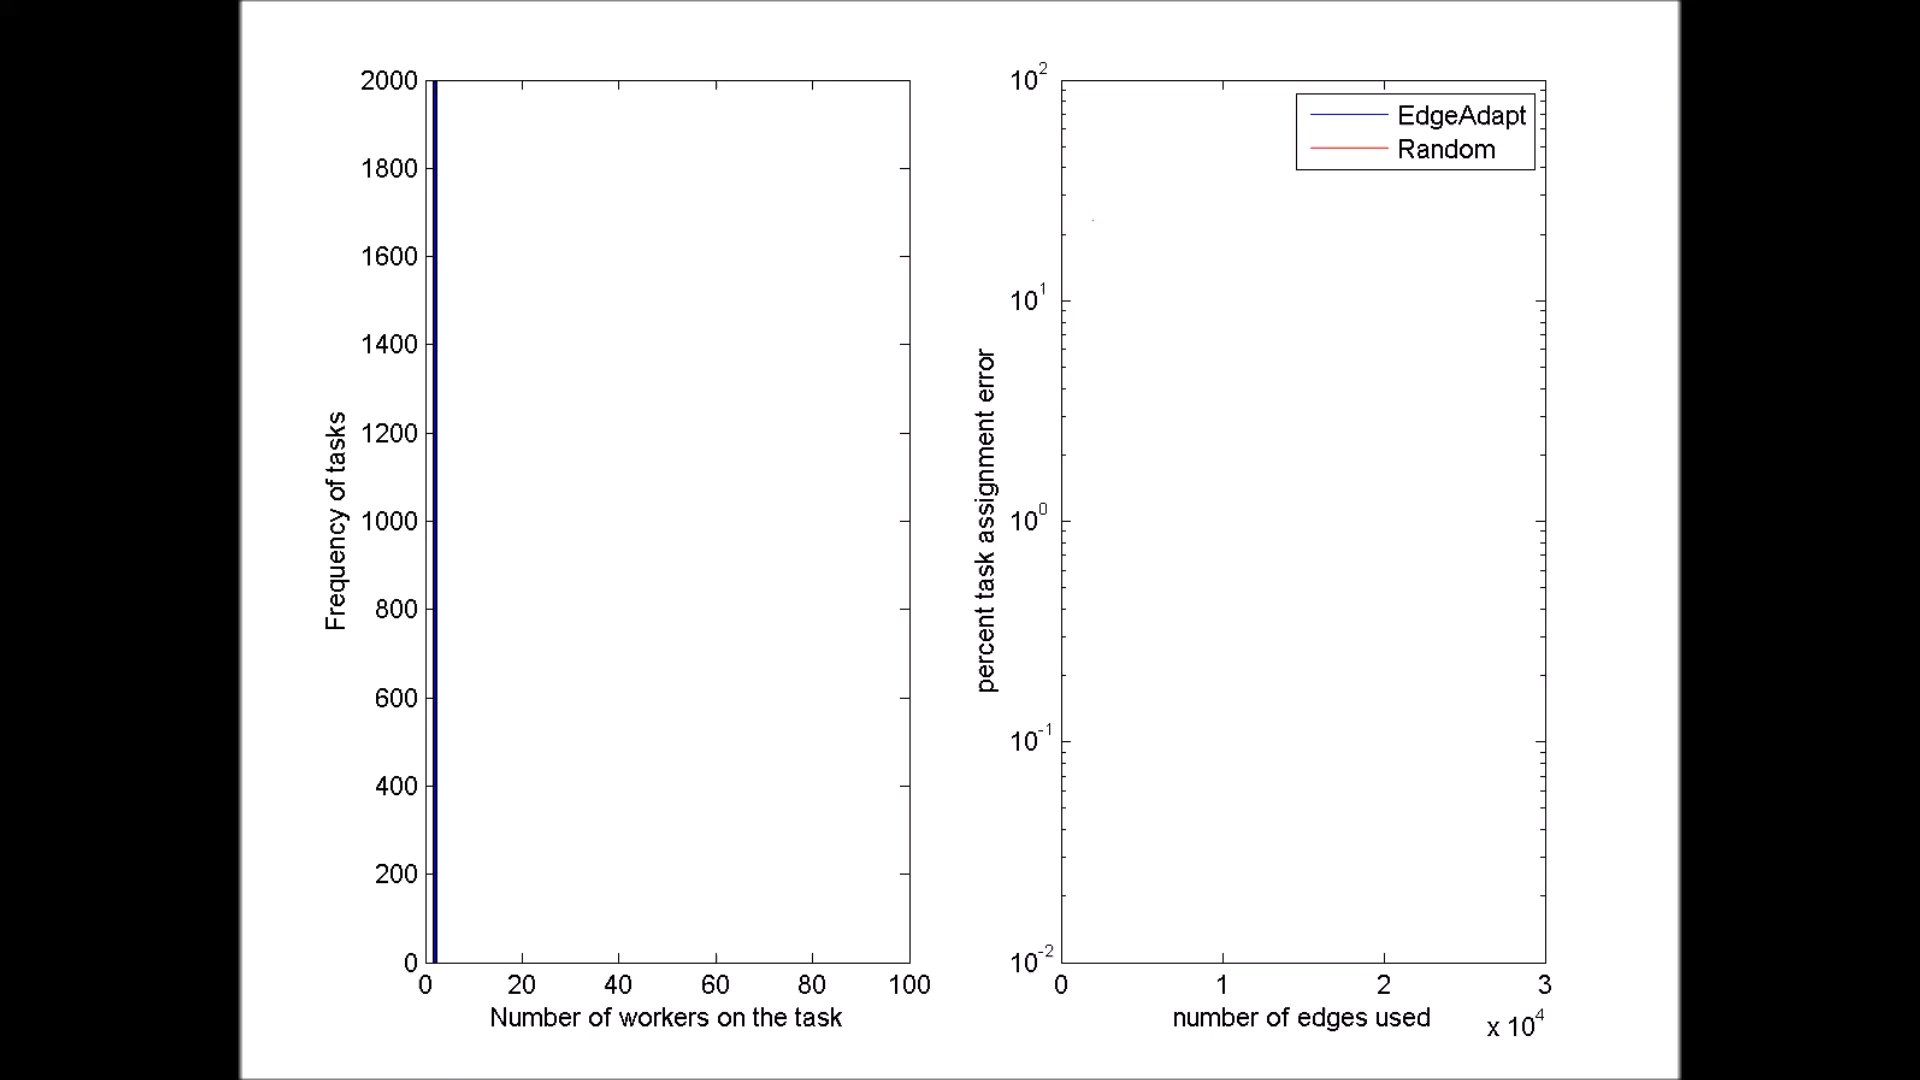 2000
1800
1600
1400
1200
1000
800
600
400
200
0
0 20 40 60 80 100
Number of workers on the task
Frequency of tasks
10^2
10^1
10^0
10^-1
10^-2
0 1 2 3
x 10^4
number of edges used
percent task assignment error
EdgeAdapt
Random